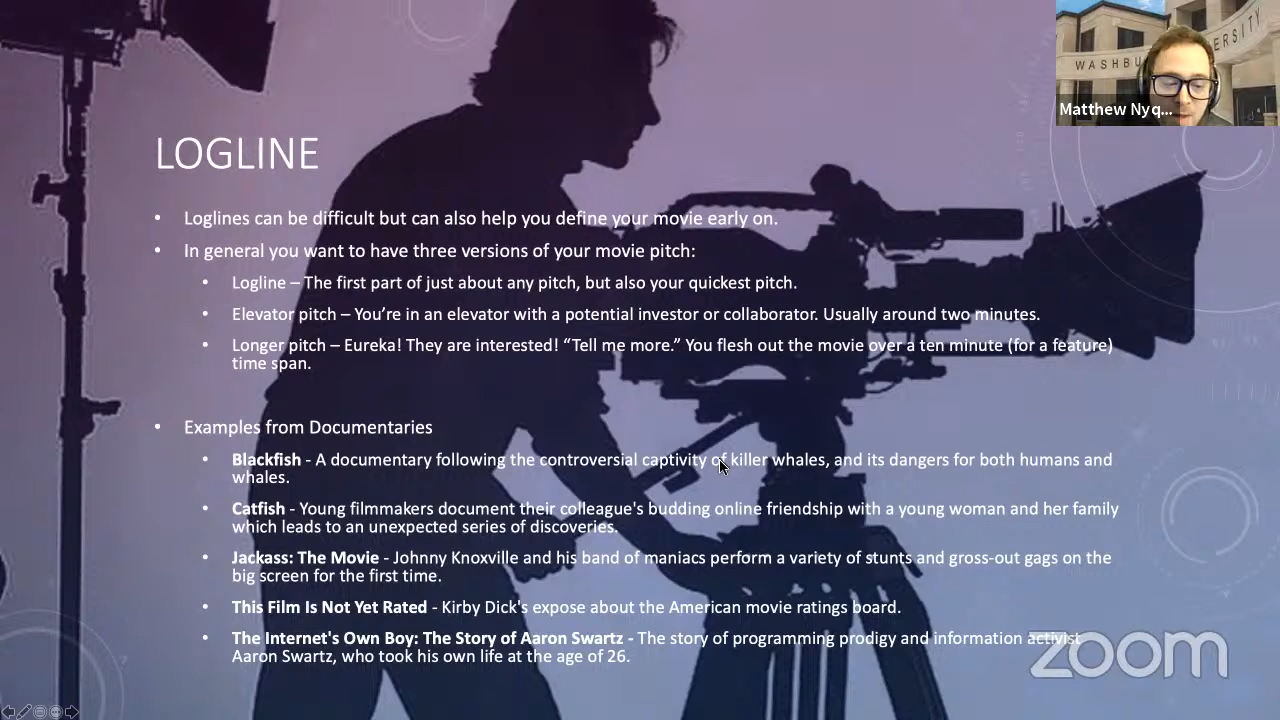 WASHBU ERSITY
Matthew Nyq...
LOGLINE
• Loglines can be difficult but can also help you define your movie early on.
• In general you want to have three versions of your movie pitch:
• Logline – The first part of just about any pitch, but also your quickest pitch.
• Elevator pitch – You’re in an elevator with a potential investor or collaborator. Usually around two minutes.
• Longer pitch – Eureka! They are interested! “Tell me more.” You flesh out the movie over a ten minute (for a feature)
time span.
• Examples from Documentaries
• Blackfish - A documentary following the controversial captivity of killer whales, and its dangers for both humans and
whales.
• Catfish - Young filmmakers document their colleague's budding online friendship with a young woman and her family
which leads to an unexpected series of discoveries.
• Jackass: The Movie - Johnny Knoxville and his band of maniacs perform a variety of stunts and gross-out gags on the
big screen for the first time.
• This Film Is Not Yet Rated - Kirby Dick's expose about the American movie ratings board.
• The Internet's Own Boy: The Story of Aaron Swartz - The story of programming prodigy and information activist
Aaron Swartz, who took his own life at the age of 26.
zoom